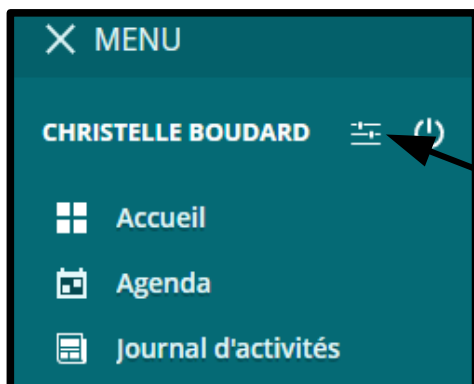 MENU
CHRISTELLE BOUDARD
Accueil
Agenda
Journal d'activités